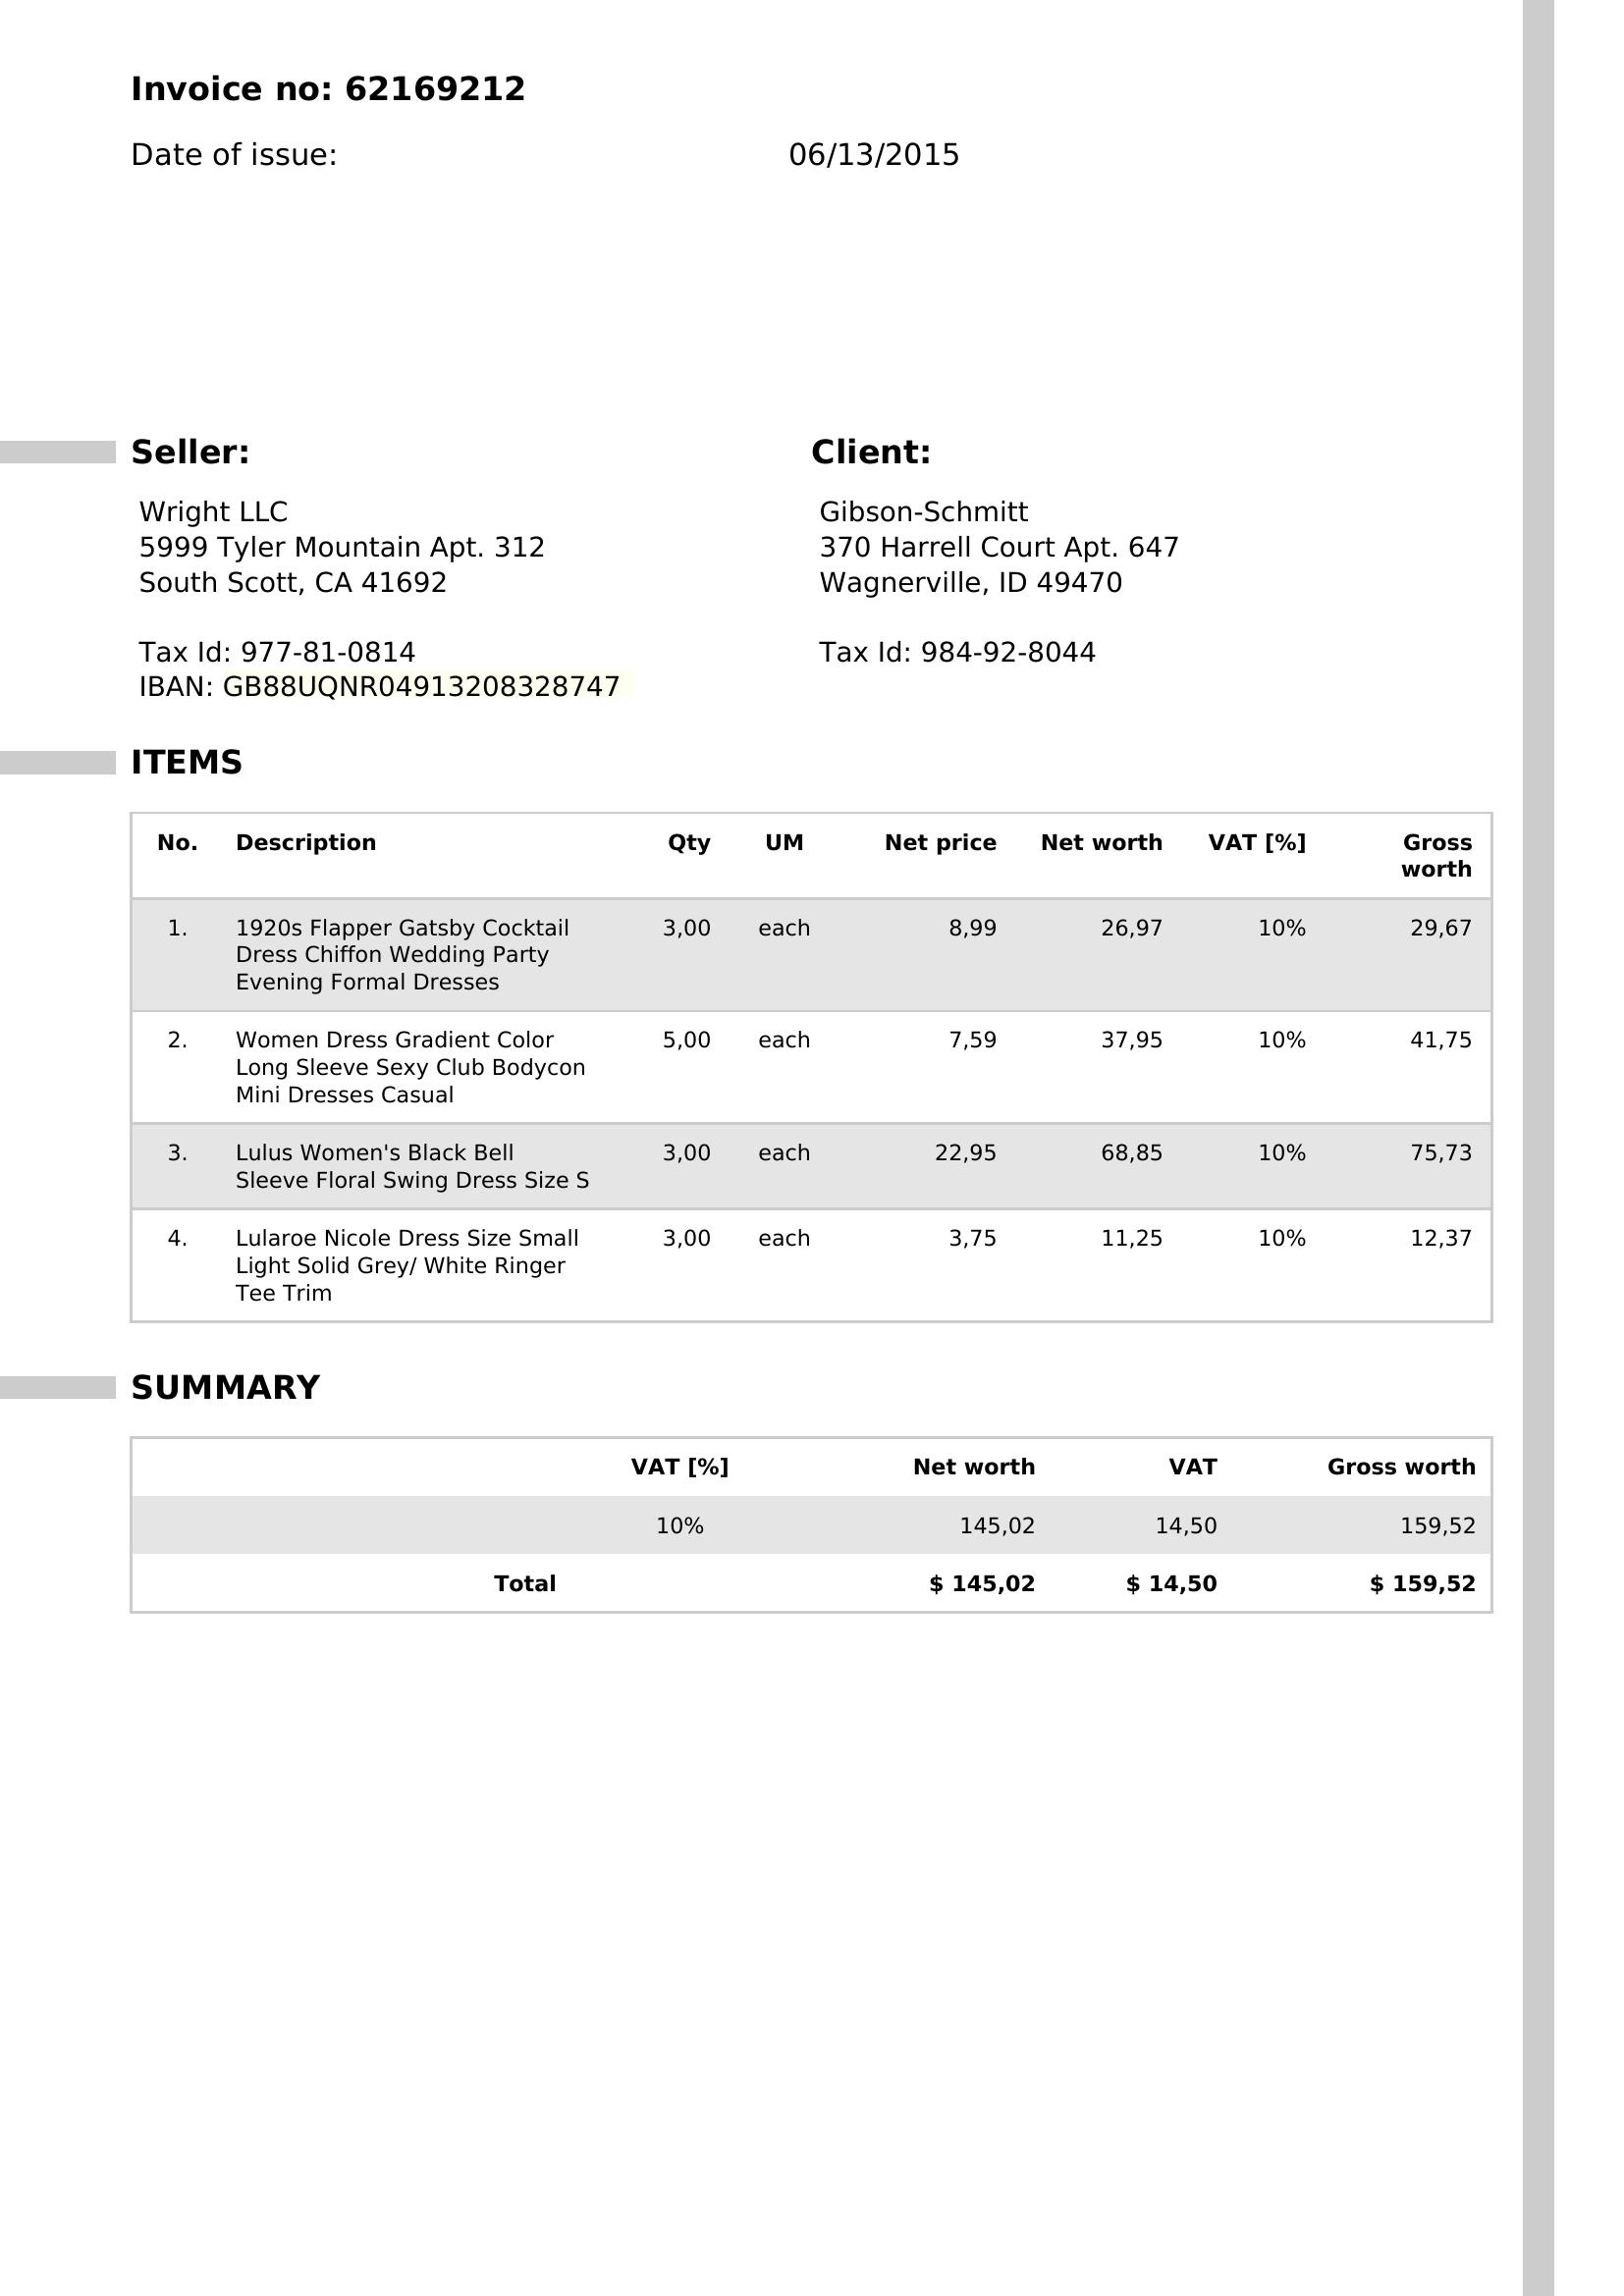 Invoice no: 62169212
Date of issue: 06/13/2015
Seller:
Wright LLC
5999 Tyler Mountain Apt. 312
South Scott, CA 41692
Tax Id: 977-81-0814
IBAN: GB88UQNR04913208328747
Client:
Gibson-Schmitt
370 Harrell Court Apt. 647
Wagnerville, ID 49470
Tax Id: 984-92-8044
ITEMS
No. Description Qty UM Net price Net worth VAT [%] Gross
worth
1. 1920s Flapper Gatsby Cocktail 3,00 each 8,99 26,97 10% 29,67
Dress Chiffon Wedding Party
Evening Formal Dresses
2. Women Dress Gradient Color 5,00 each 7,59 37,95 10% 41,75
Long Sleeve Sexy Club Bodycon
Mini Dresses Casual
3. Lulus Women's Black Bell 3,00 each 22,95 68,85 10% 75,73
Sleeve Floral Swing Dress Size S
4. Lularoe Nicole Dress Size Small 3,00 each 3,75 11,25 10% 12,37
Light Solid Grey/ White Ringer
Tee Trim
SUMMARY
VAT [%] Net worth VAT Gross worth
10% 145,02 14,50 159,52
Total $ 145,02 $ 14,50 $ 159,52